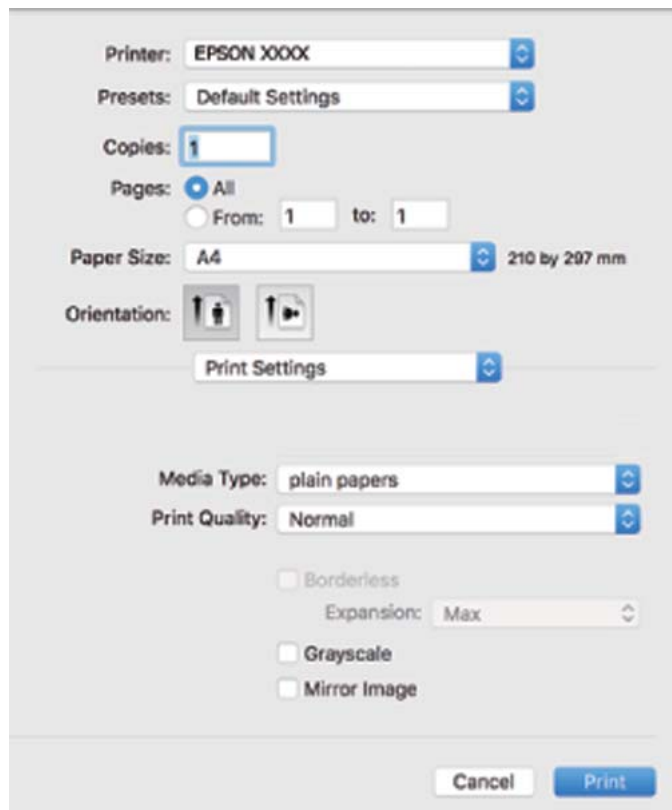 Printer: EPSON XXXX
Presets: Default Settings
Copies: 1
Pages: All
From: 1 to: 1
Paper Size: A4 210 by 297 mm
Orientation:
Print Settings
Media Type: plain papers
Print Quality: Normal
Borderless
Expansion: Max
Grayscale
Mirror Image
Cancel Print